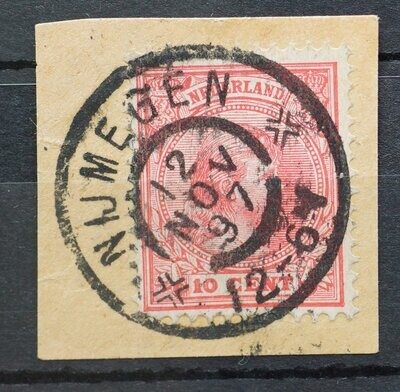 NEDERLAND
NIJMEGEN
12
NOV
97
12-6N
10 CENT